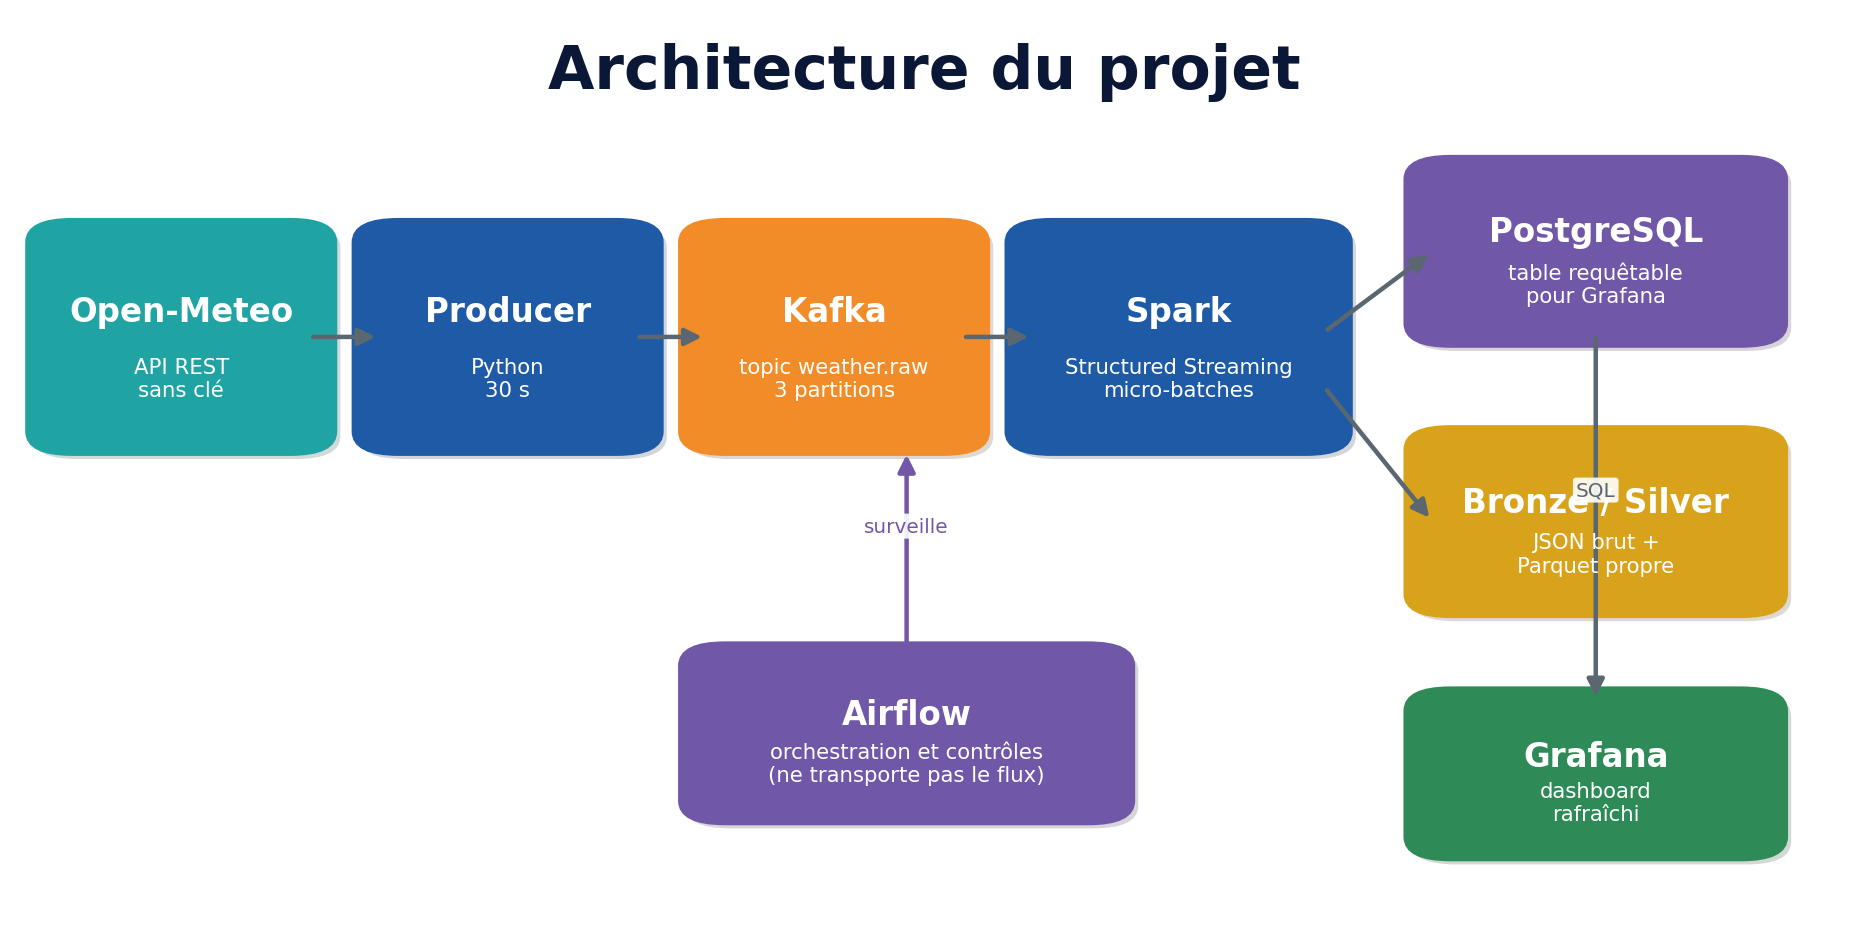 Architecture du projet
Open-Meteo
API REST
sans clé
Producer
Python
30 s
Kafka
topic weather.raw
3 partitions
Spark
Structured Streaming
micro-batches
PostgreSQL
table requêtable
pour Grafana
Bronze / Silver
JSON brut +
Parquet propre
SQL
surveille
Airflow
orchestration et contrôles
(ne transporte pas le flux)
Grafana
dashboard
rafraîchi